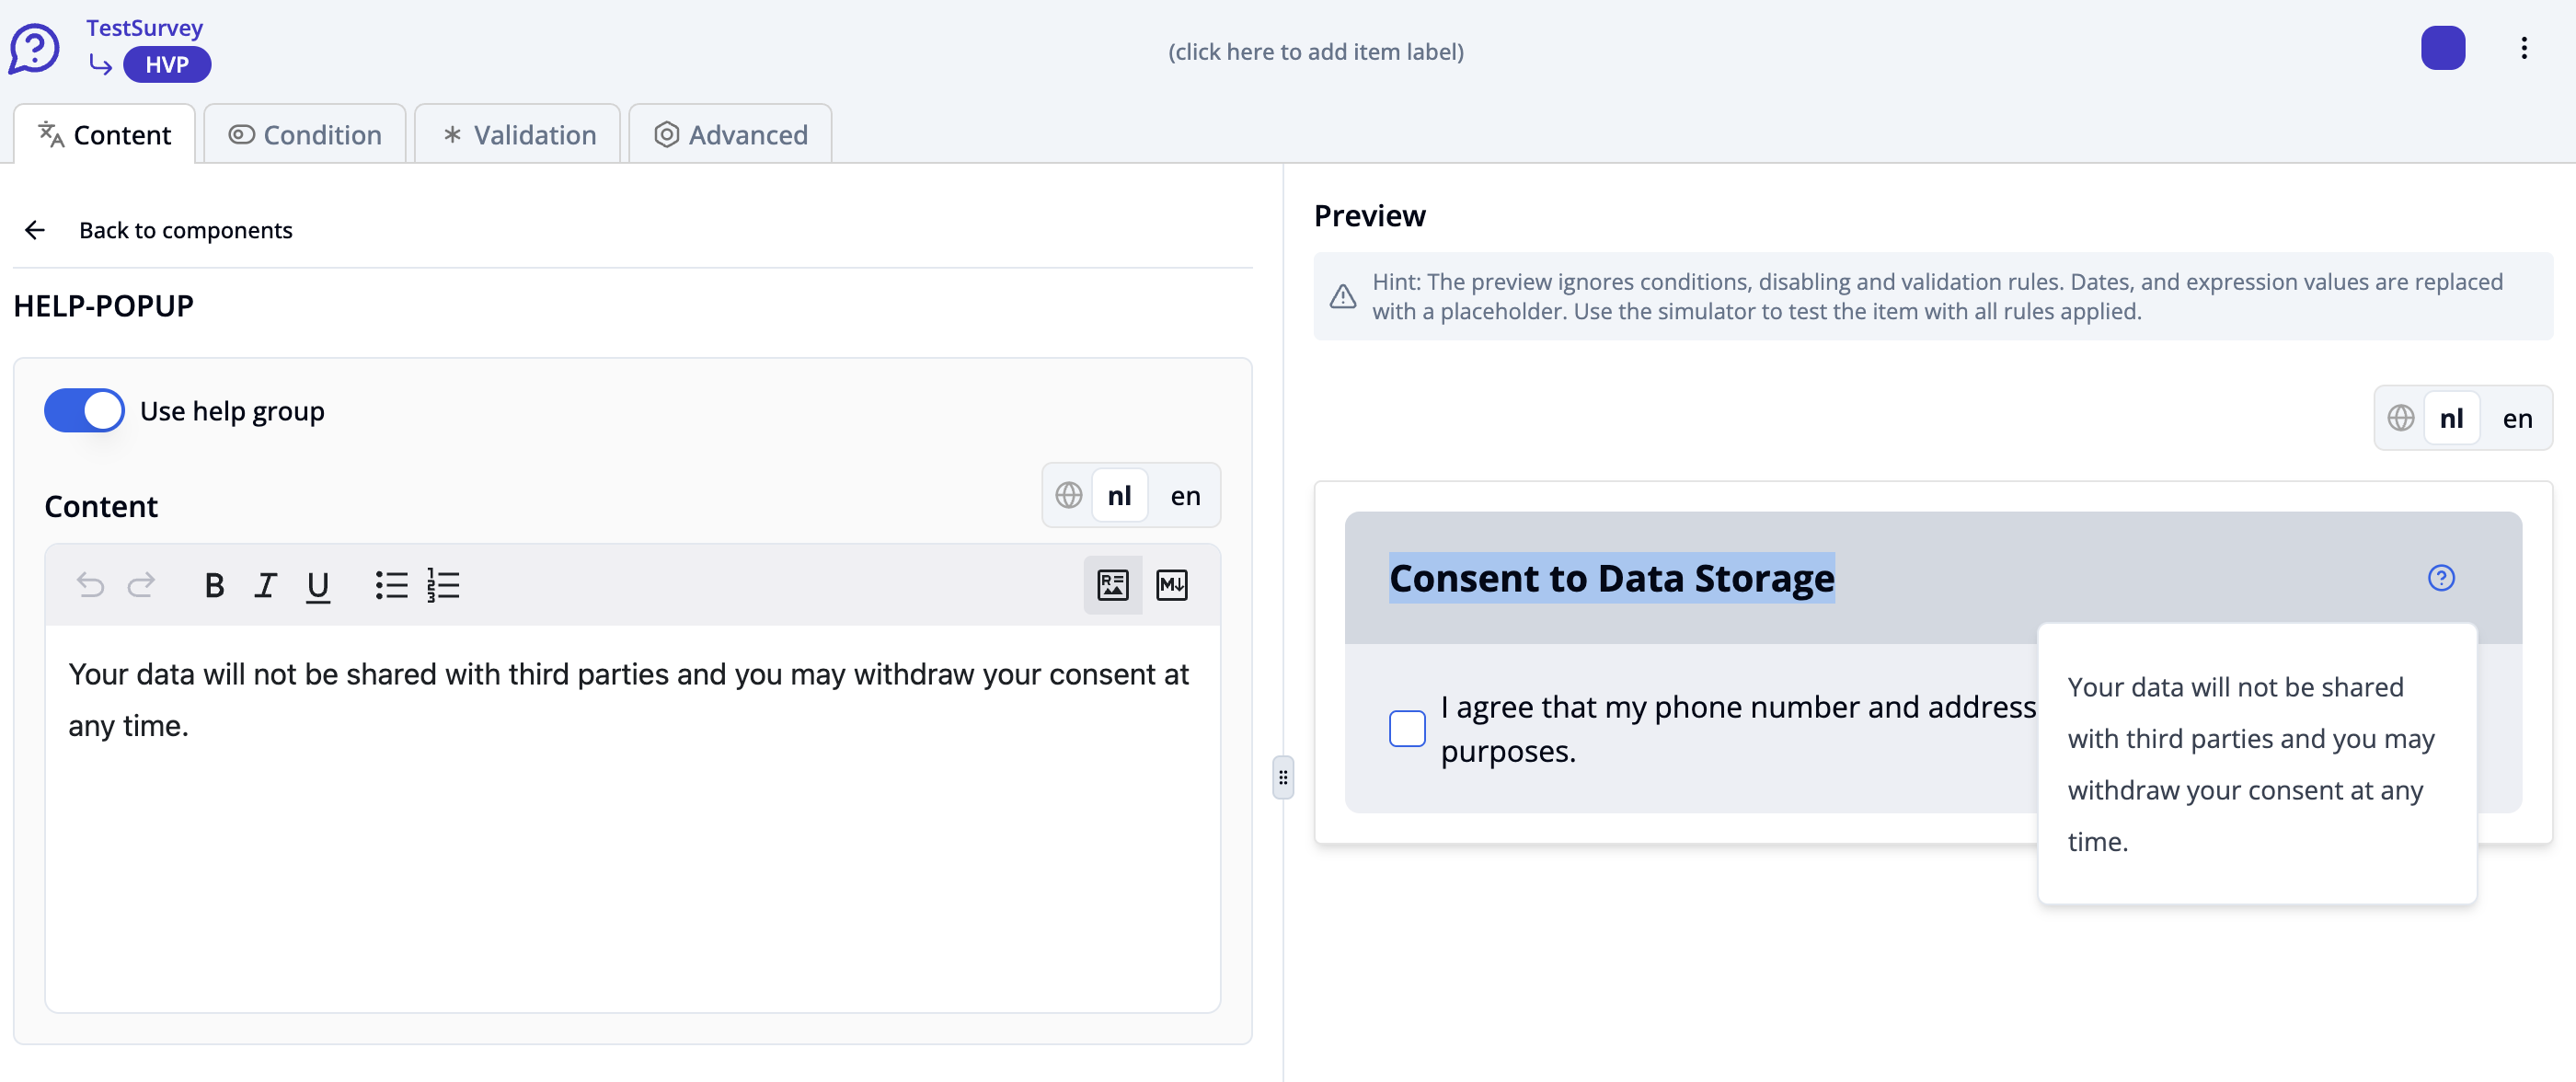 TestSurvey
HVP
(click here to add item label)
Content
Condition
Validation
Advanced
Back to components
HELP-POPUP
Use help group
Content
nl
en
Your data will not be shared with third parties and you may withdraw your consent at
any time.
Preview
Hint: The preview ignores conditions, disabling and validation rules. Dates, and expression values are replaced
with a placeholder. Use the simulator to test the item with all rules applied.
nl
en
Consent to Data Storage
I agree that my phone number and address
purposes.
Your data will not be shared
with third parties and you may
withdraw your consent at any
time.